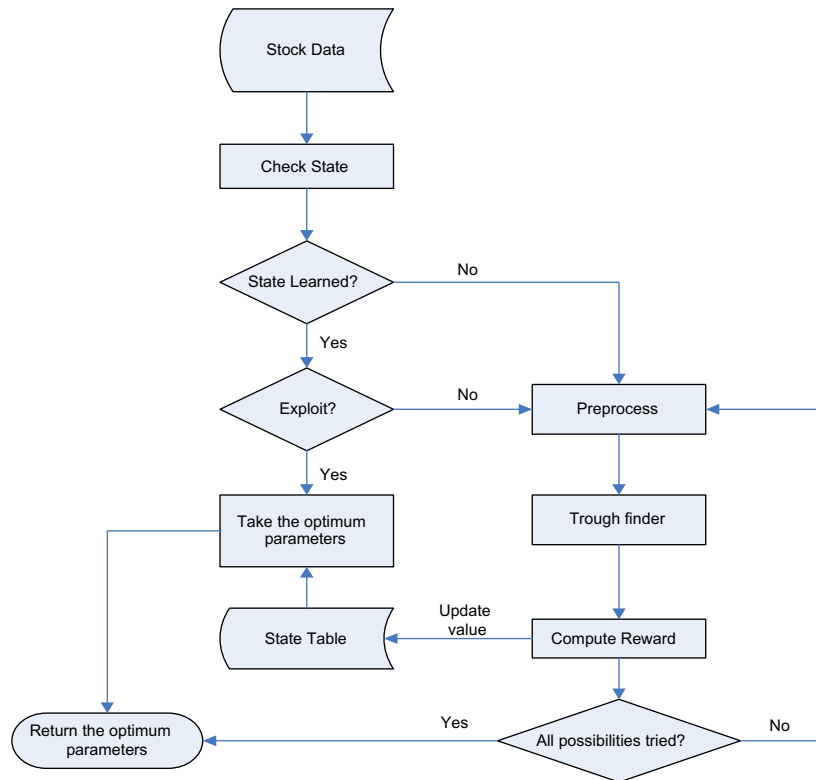 Stock Data
Check State
State Learned?
No
Yes
Exploit?
No
Preprocess
Yes
Take the optimum
parameters
Trough finder
State Table
Update
value
Compute Reward
Return the optimum
parameters
Yes
All possibilities tried?
No